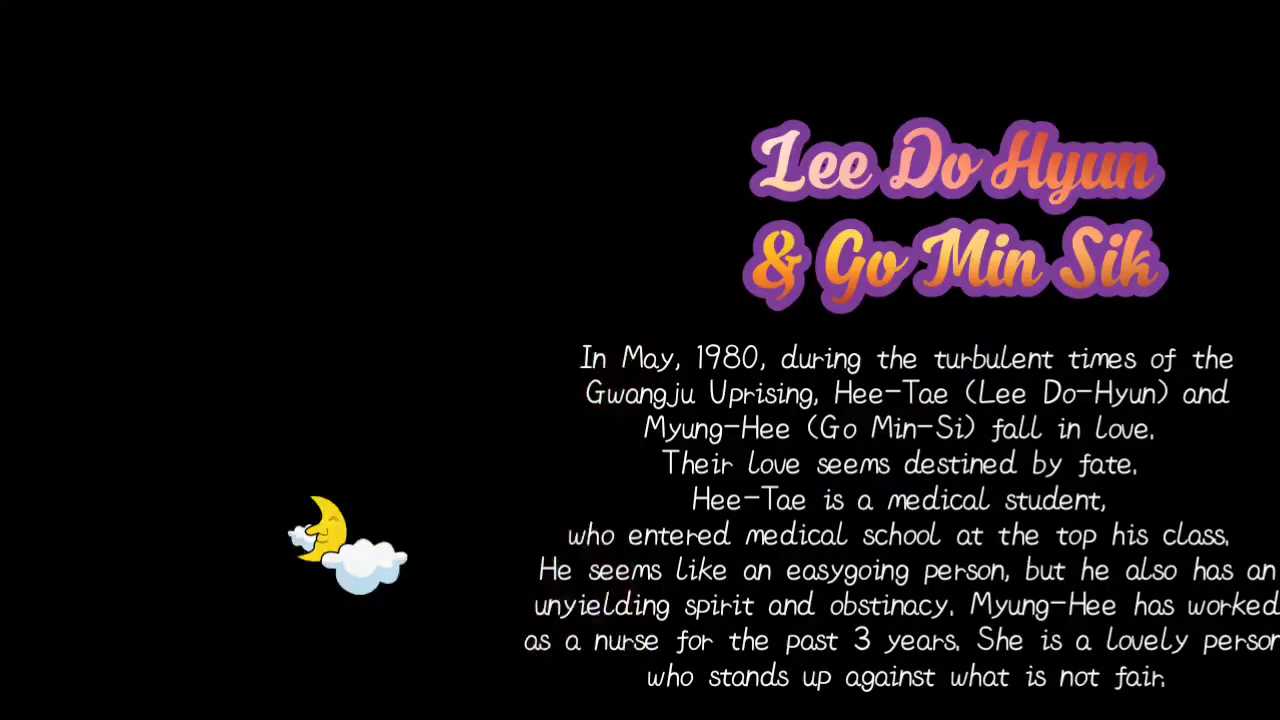 Lee Do Hyun
& Go Min Sik
In May, 1980, during the turbulent times of the
Gwangju Uprising, Hee-Tae (Lee Do-Hyun) and
Myung-Hee (Go Min-Si) fall in love.
Their love seems destined by fate.
Hee-Tae is a medical student,
who entered medical school at the top his class.
He seems like an easygoing person, but he also has an
unyielding spirit and obstinacy. Myung-Hee has worked
as a nurse for the past 3 years. She is a lovely person
who stands up against what is not fair.